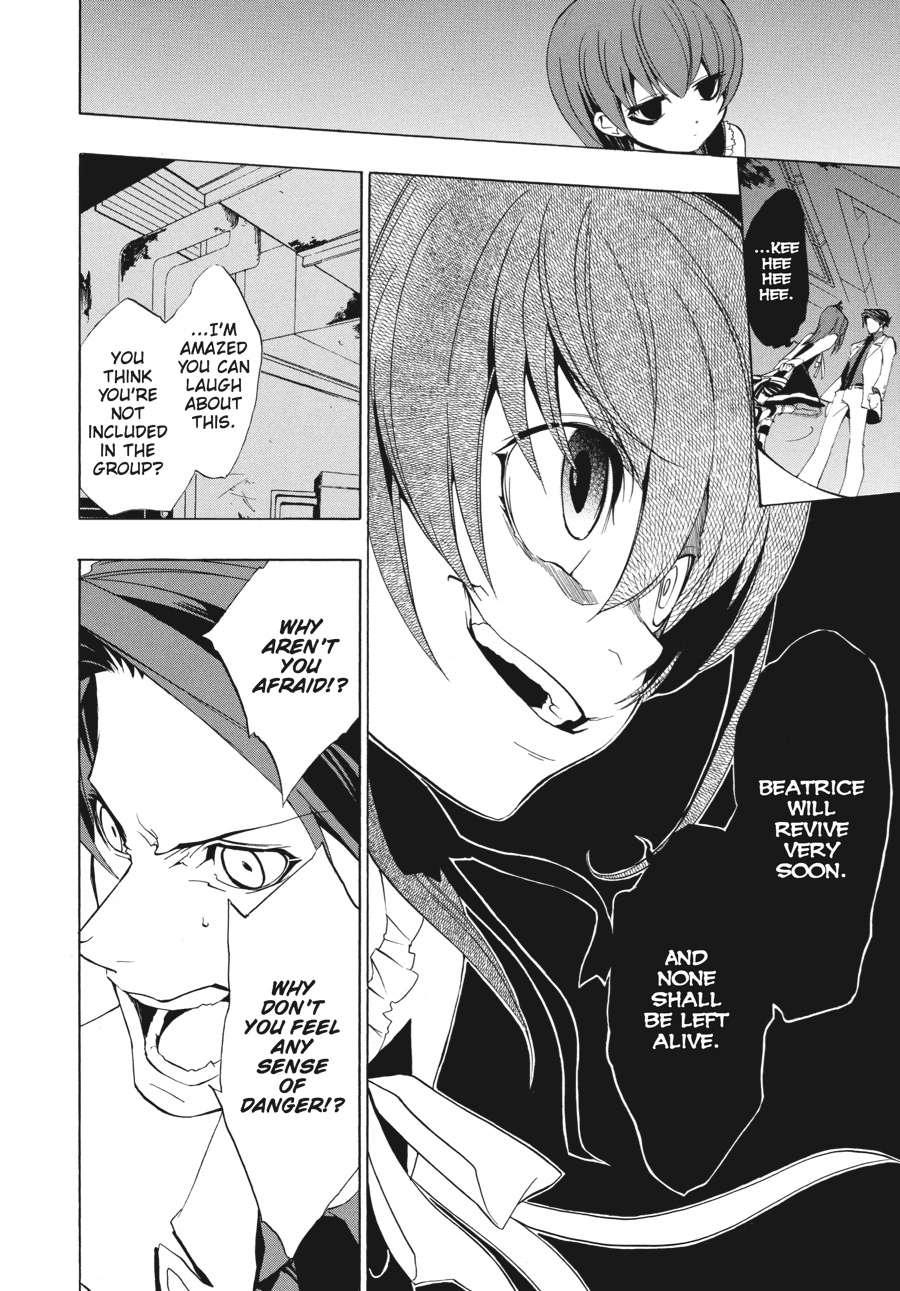 ...KEE
HEE
HEE
HEE.
BEATRICE
WILL
REVIVE
VERY
SOON.
AND
NONE
SHALL
BE LEFT
ALIVE.
...I'M
AMAZED
YOU CAN
LAUGH
ABOUT
THIS.
YOU
THINK
YOU'RE
NOT
INCLUDED
IN THE
GROUP?
WHY
AREN'T
YOU
AFRAID!?
WHY
DON'T
YOU FEEL
ANY
SENSE
OF
DANGER!?